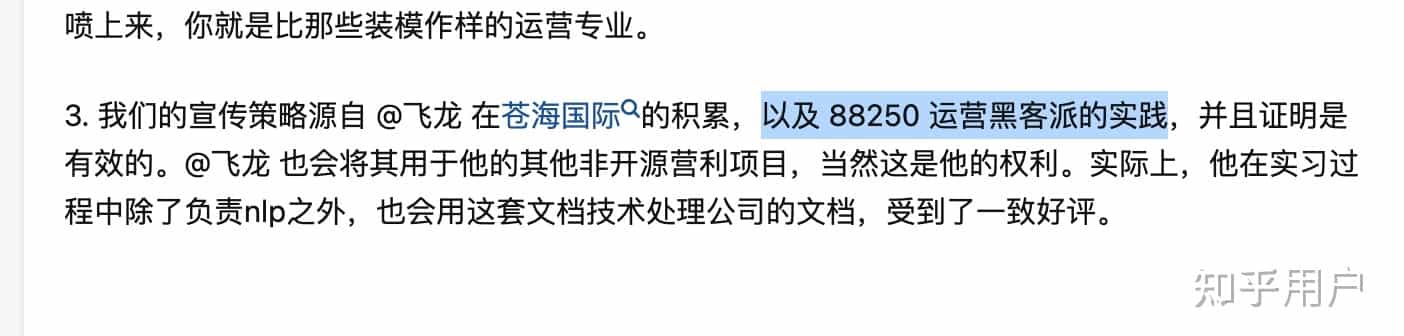 喷上来，你就是比那些装模作样的运营专业。
3. 我们的宣传策略源自 @飞龙 在苍海国际的积累，以及 88250 运营黑客派的实践，并且证明是
有效的。@飞龙 也会将其用于他的其他非开源营利项目，当然这是他的权利。实际上，他在实习过
程中除了负责nlp之外，也会用这套文档技术处理公司的文档，受到了一致好评。
知乎用户